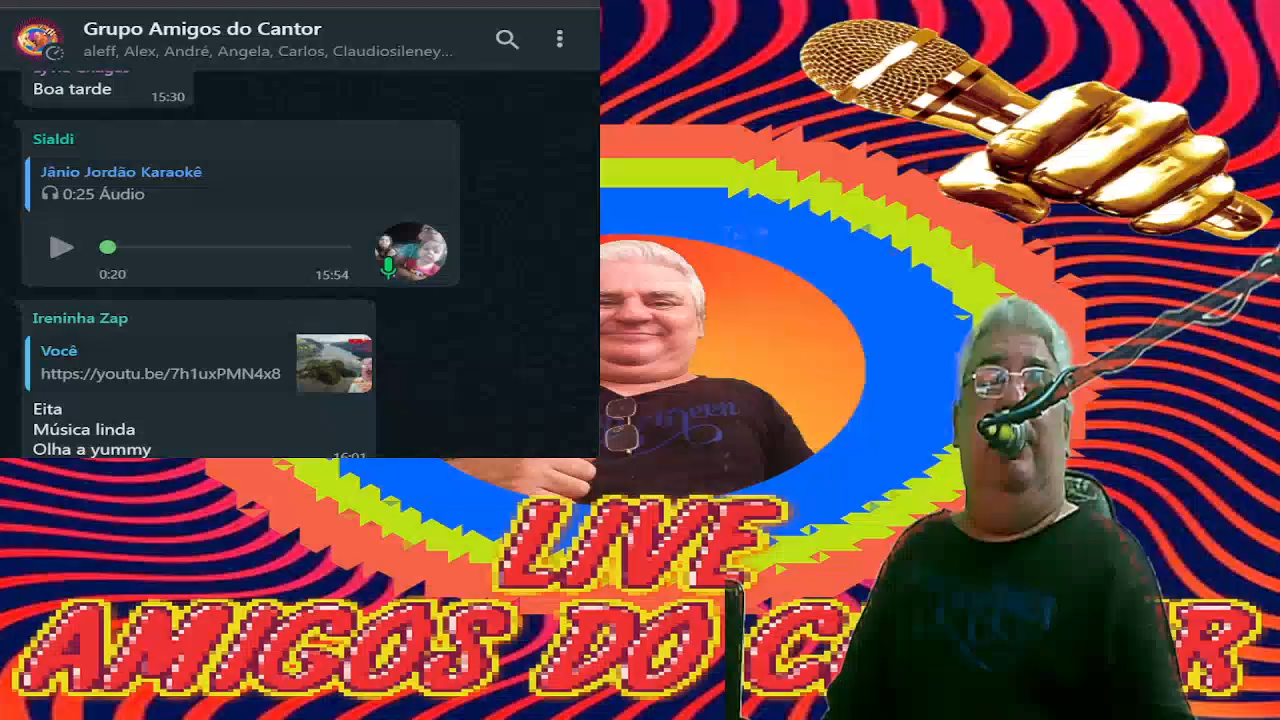 Grupo Amigos do Cantor
aleff, Alex, André, Angela, Carlos, Claudiosileney...
Boa tarde
15:30
Sialdi
Jânio Jordão Karaokê
0:25 Áudio
0:20
15:54
Ireninha Zap
Você
https://youtu.be/7h1uxPMN4x8
Eita
Música linda
Olha a yummy
16:01
LIVE
AMIGOS DO C R